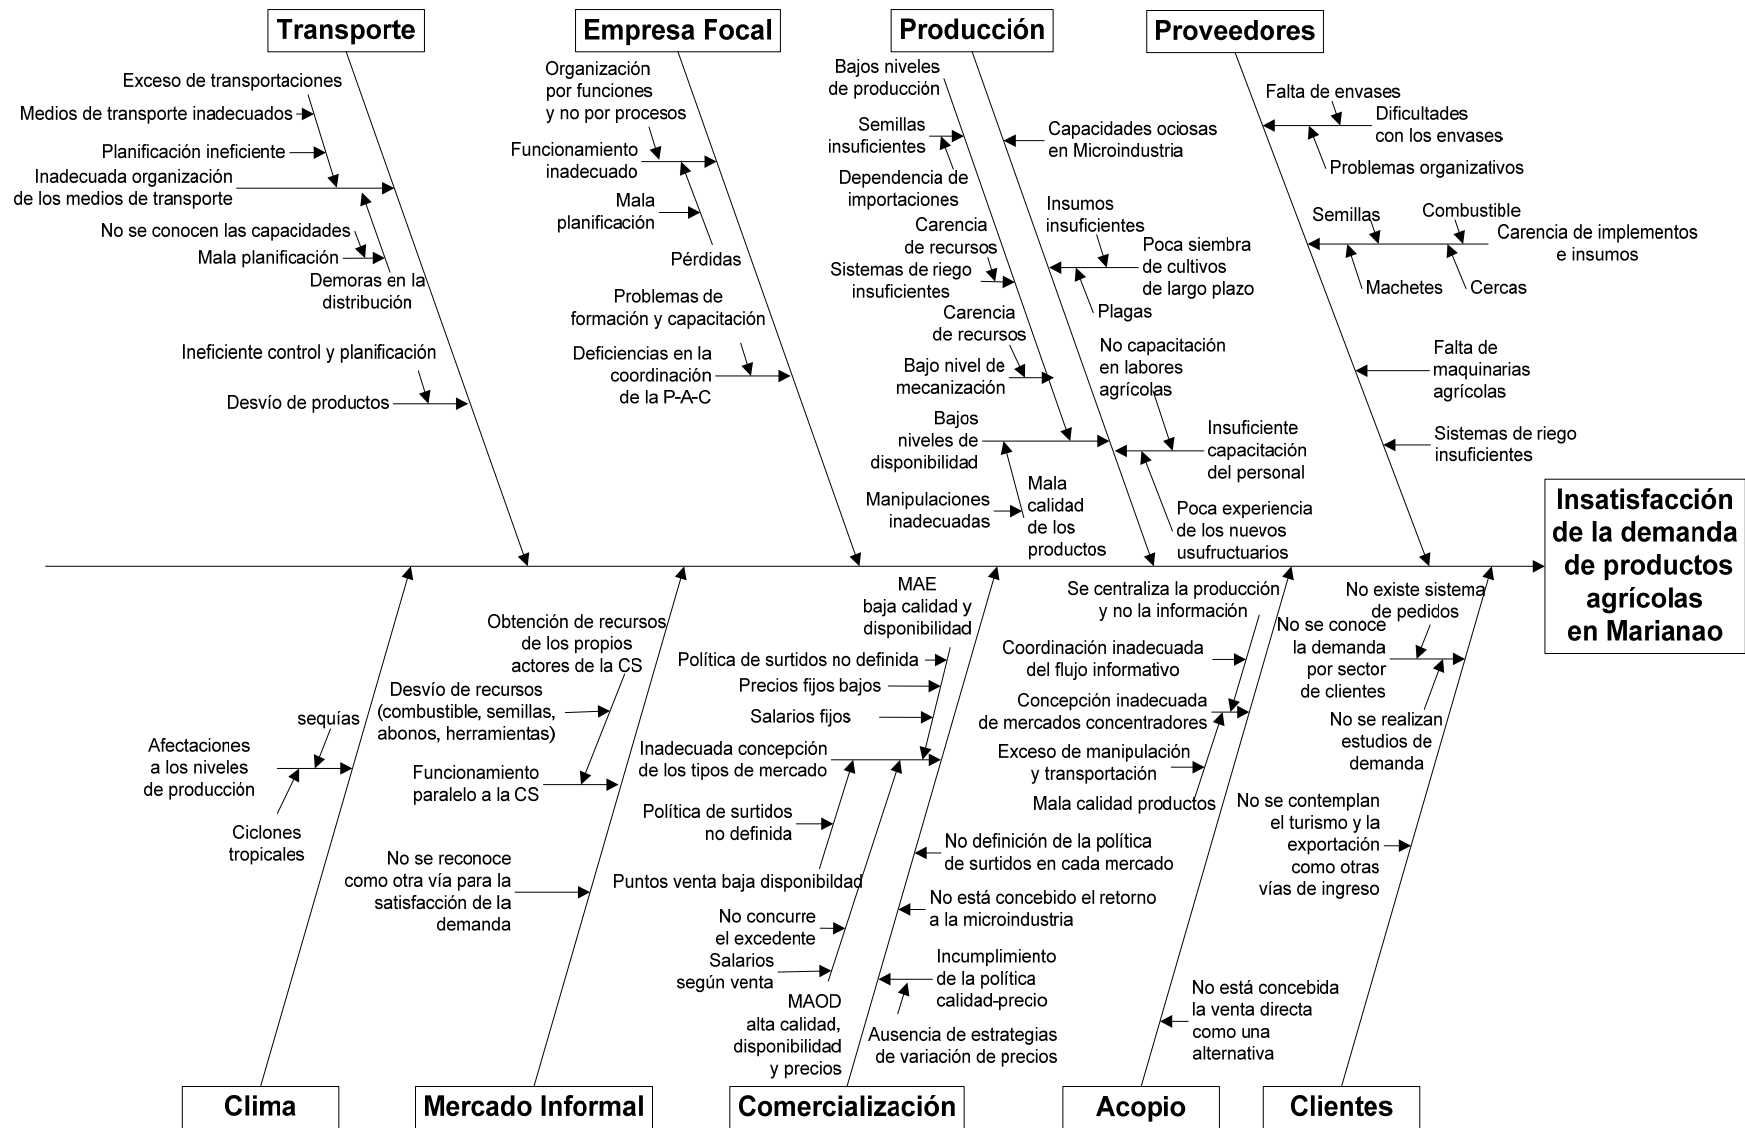 Transporte
Empresa Focal
Producción
Proveedores
Exceso de transportaciones
Medios de transporte inadecuados
Planificación ineficiente
Inadecuada organización
de los medios de transporte
No se conocen las capacidades
Mala planificación
Demoras en la
distribución
Ineficiente control y planificación
Desvío de productos
Organización
por funciones
y no por procesos
Funcionamiento
inadecuado
Mala
planificación
Pérdidas
Problemas de
formación y capacitación
Deficiencias en la
coordinación
de la P-A-C
Bajos niveles
de producción
Semillas
insuficientes
Dependencia de
importaciones
Carencia
de recursos
Sistemas de riego
insuficientes
Carencia
de recursos
Bajo nivel de
mecanización
Bajos
niveles de
disponibilidad
Manipulaciones
inadecuadas
Mala
calidad
de los
productos
Capacidades ociosas
en Microindustria
Insumos
insuficientes
Poca siembra
de cultivos
de largo plazo
Plagas
No capacitación
en labores
agrícolas
Insuficiente
capacitación
del personal
Poca experiencia
de los nuevos
usufructuarios
Falta de envases
Dificultades
con los envases
Problemas organizativos
Semillas
Combustible
Carencia de implementos
e insumos
Machetes
Cercas
Falta de
maquinarias
agrícolas
Sistemas de riego
insuficientes
Insatisfacción
de la demanda
de productos
agrícolas
en Marianao
sequías
Afectaciones
a los niveles
de producción
Ciclones
tropicales
Obtención de recursos
de los propios
actores de la CS
Desvío de recursos
(combustible, semillas,
abonos, herramientas)
Funcionamiento
paralelo a la CS
No se reconoce
como otra vía para la
satisfacción de la
demanda
MAE
baja calidad y
disponibilidad
Política de surtidos no definida
Precios fijos bajos
Salarios fijos
Inadecuada concepción
de los tipos de mercado
Política de surtidos
no definida
Puntos venta baja disponibildad
No concurre
el excedente
Salarios
según venta
MAOD
alta calidad,
disponibilidad
y precios
No definición de la política
de surtidos en cada mercado
No está concebido el retorno
a la microindustria
Incumplimiento
de la política
calidad-precio
Ausencia de estrategias
de variación de precios
Se centraliza la producción
y no la información
Coordinación inadecuada
del flujo informativo
Concepción inadecuada
de mercados concentradores
Exceso de manipulación
y transportación
Mala calidad productos
No está concebida
la venta directa
como una
alternativa
No existe sistema
de pedidos
No se conoce
la demanda
por sector
de clientes
No se realizan
estudios de
demanda
No se contemplan
el turismo y la
exportación
como otras
vías de ingreso
Clima
Mercado Informal
Comercialización
Acopio
Clientes